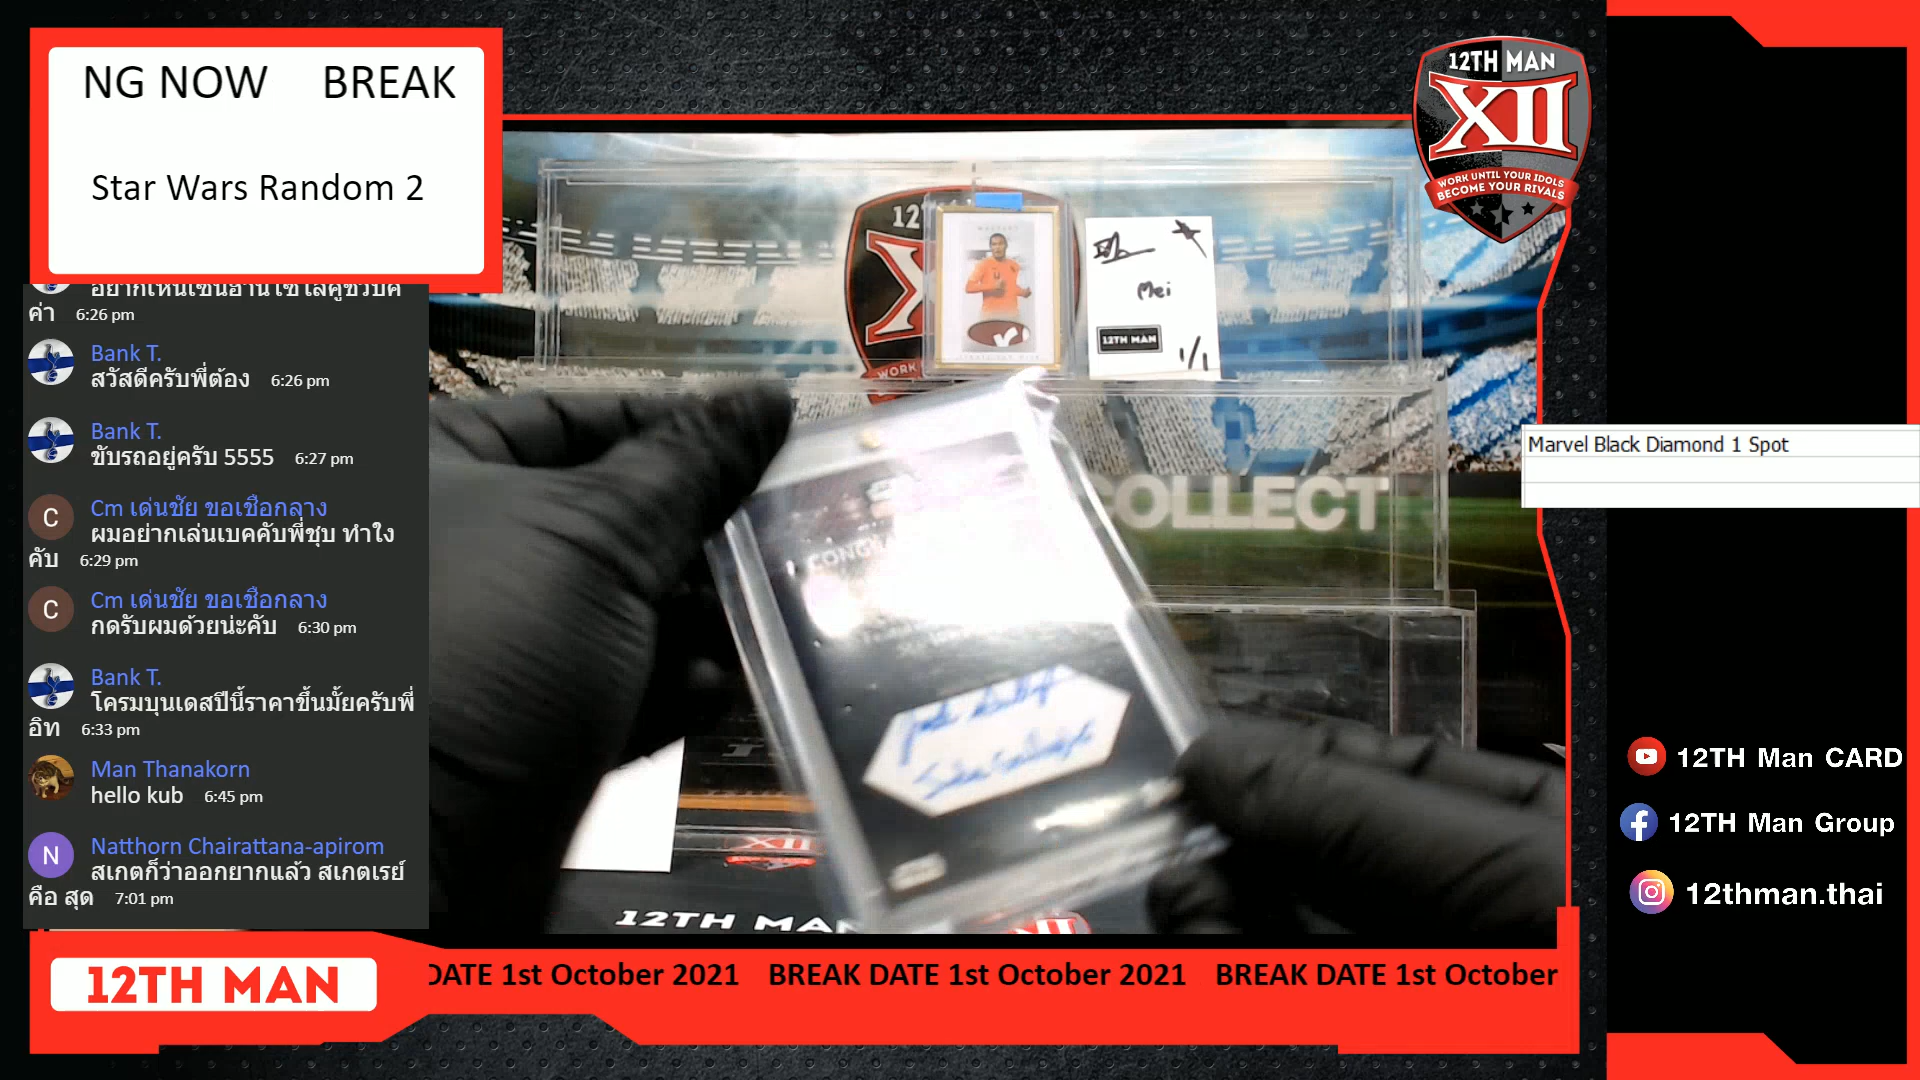 NG NOW BREAK
Star Wars Random 2
ค่า 6:26 pm
Bank T.
สวัสดีครับพี่ต้อง 6:26 pm
Bank T.
ขับรถอยู่ครับ 5555 6:27 pm
C
Cm เด่นชัย ขอเชือกลาง
ผมอย่ากเล่นเบคคับพี่ชุบ ทำใง
คับ 6:29 pm
C
Cm เด่นชัย ขอเชือกลาง
กดรับผมด้วยน่ะคับ 6:30 pm
Bank T.
โครมบุนเดสปีนี้ราคาขึ้นมั้ยครับพี่
อิท 6:33 pm
Man Thanakorn
hello kub 6:45 pm
N
Natthorn Chairattana-apirom
สเกตก็ว่าออกยากแล้ว สเกตเรย์
คือ สุด 7:01 pm
12TH MAN
XII
WORK UNTIL YOUR IDOLS
BECOME YOUR RIVALS
12
WORK
Mei
12TH MAN
1/1
COLLECT
CONG
XII
12TH MA
Marvel Black Diamond 1 Spot
12TH Man CARD
12TH Man Group
12thman.thai
12TH MAN
DATE 1st October 2021 BREAK DATE 1st October 2021 BREAK DATE 1st October